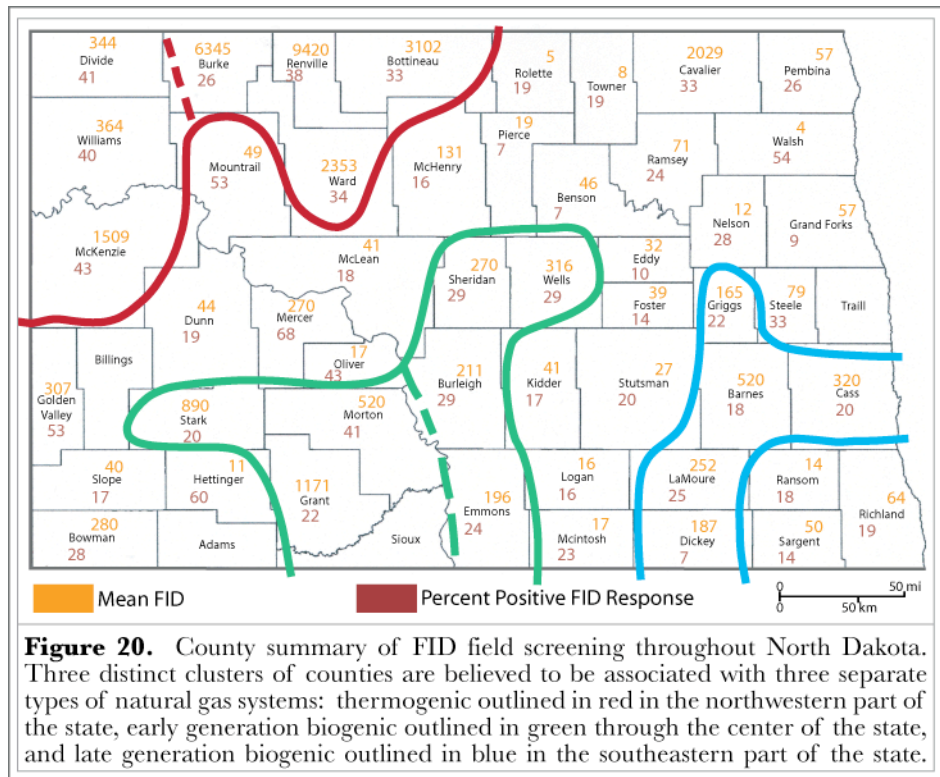 344
Divide
41
6345
Burke
26
9420
Renville
38
3102
Bottineau
33
5
Rolette
19
8
Towner
19
2029
Cavalier
33
57
Pembina
26
364
Williams
40
49
Mountrail
53
2353
Ward
34
131
McHenry
16
19
Pierce
7
46
Benson
7
71
Ramsey
24
4
Walsh
54
12
Nelson
28
57
Grand Forks
9
1509
McKenzie
43
41
McLean
18
270
Sheridan
29
316
Wells
29
32
Eddy
10
39
Foster
14
165
Griggs
22
79
Steele
33
Traill
44
Dunn
19
270
Mercer
68
17
Oliver
43
Billings
307
Golden
Valley
53
890
Stark
20
520
Morton
41
211
Burleigh
29
41
Kidder
17
27
Stutsman
20
520
Barnes
18
320
Cass
20
40
Slope
17
11
Hettinger
60
1171
Grant
22
196
Emmons
24
16
Logan
16
252
LaMoure
25
14
Ransom
18
64
Richland
19
280
Bowman
28
Adams
Sioux
17
Mcintosh
23
187
Dickey
7
50
Sargent
14
Mean FID
Percent Positive FID Response
0 50 mi
0 50 km
Figure 20. County summary of FID field screening throughout North Dakota.
Three distinct clusters of counties are believed to be associated with three separate
types of natural gas systems: thermogenic outlined in red in the northwestern part of
the state, early generation biogenic outlined in green through the center of the state,
and late generation biogenic outlined in blue in the southeastern part of the state.